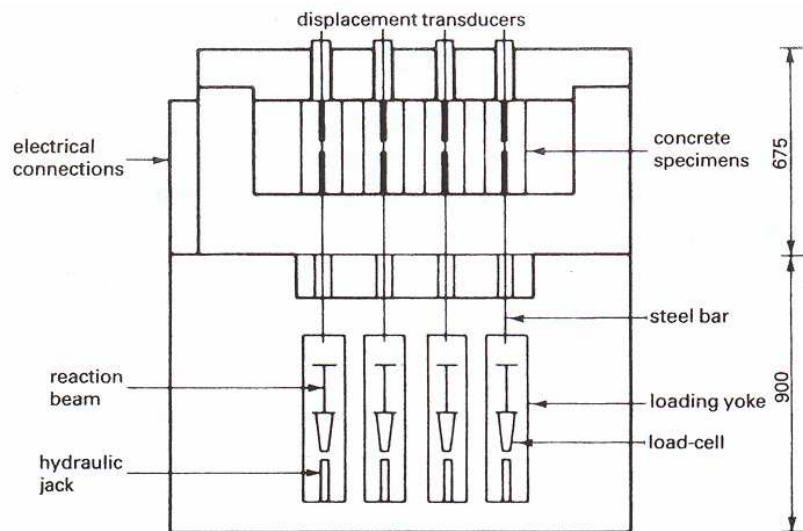 displacement transducers
electrical
connections
concrete
specimens
675
steel bar
900
reaction
beam
loading yoke
load-cell
hydraulic
jack